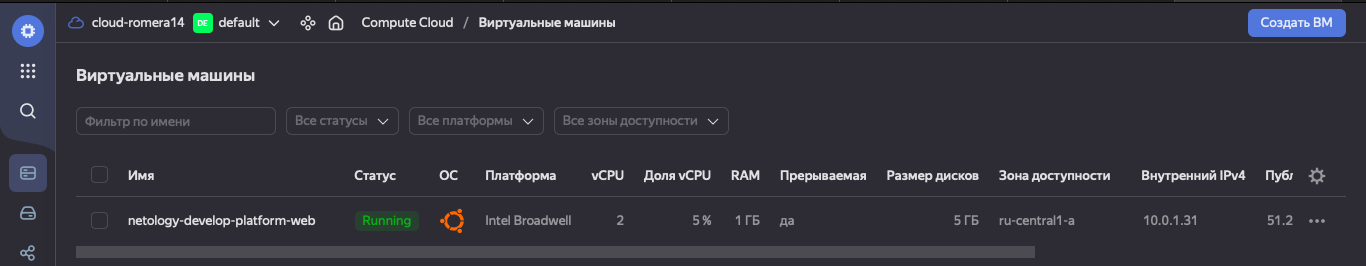 cloud-romera14 DE default Compute Cloud / Виртуальные машины Создать ВМ
Виртуальные машины
Фильтр по имени Все статусы Все платформы Все зоны доступности
Имя Статус ОС Платформа vCPU Доля vCPU RAM Прерываемая Размер дисков Зона доступности Внутренний IPv4 Публ
netology-develop-platform-web Running Intel Broadwell 2 5 % 1 ГБ да 5 ГБ ru-central1-a 10.0.1.31 51.2